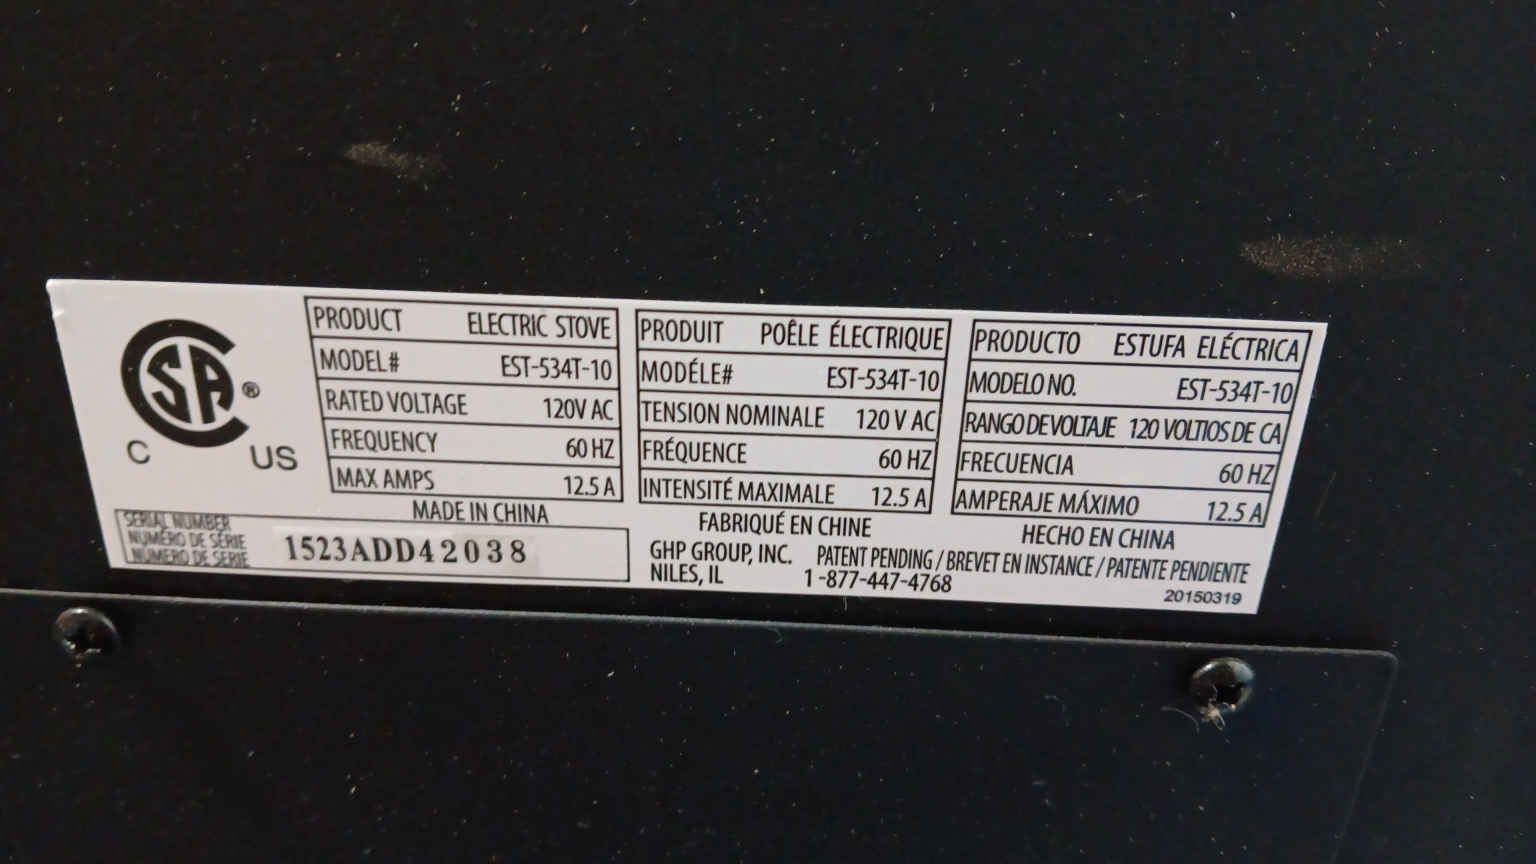 CSA ®
C US
PRODUCT ELECTRIC STOVE
MODEL# EST-534T-10
RATED VOLTAGE 120V AC
FREQUENCY 60 HZ
MAX AMPS 12.5 A
MADE IN CHINA
PRODUIT POÊLE ÉLECTRIQUE
MODÉLE# EST-534T-10
TENSION NOMINALE 120 V AC
FRÉQUENCE 60 HZ
INTENSITÉ MAXIMALE 12.5 A
FABRIQUÉ EN CHINE
PRODUCTO ESTUFA ELÉCTRICA
MODELO NO. EST-534T-10
RANGO DE VOLTAJE 120 VOLTIOS DE CA
FRECUENCIA 60 HZ
AMPERAJE MÁXIMO 12.5 A
HECHO EN CHINA
SERIAL NUMBER
NUMÉRO DE SÉRIE
NUMERO DE SERIE
1523ADD42038
GHP GROUP, INC. PATENT PENDING / BREVET EN INSTANCE / PATENTE PENDIENTE
NILES, IL 1-877-447-4768
20150319